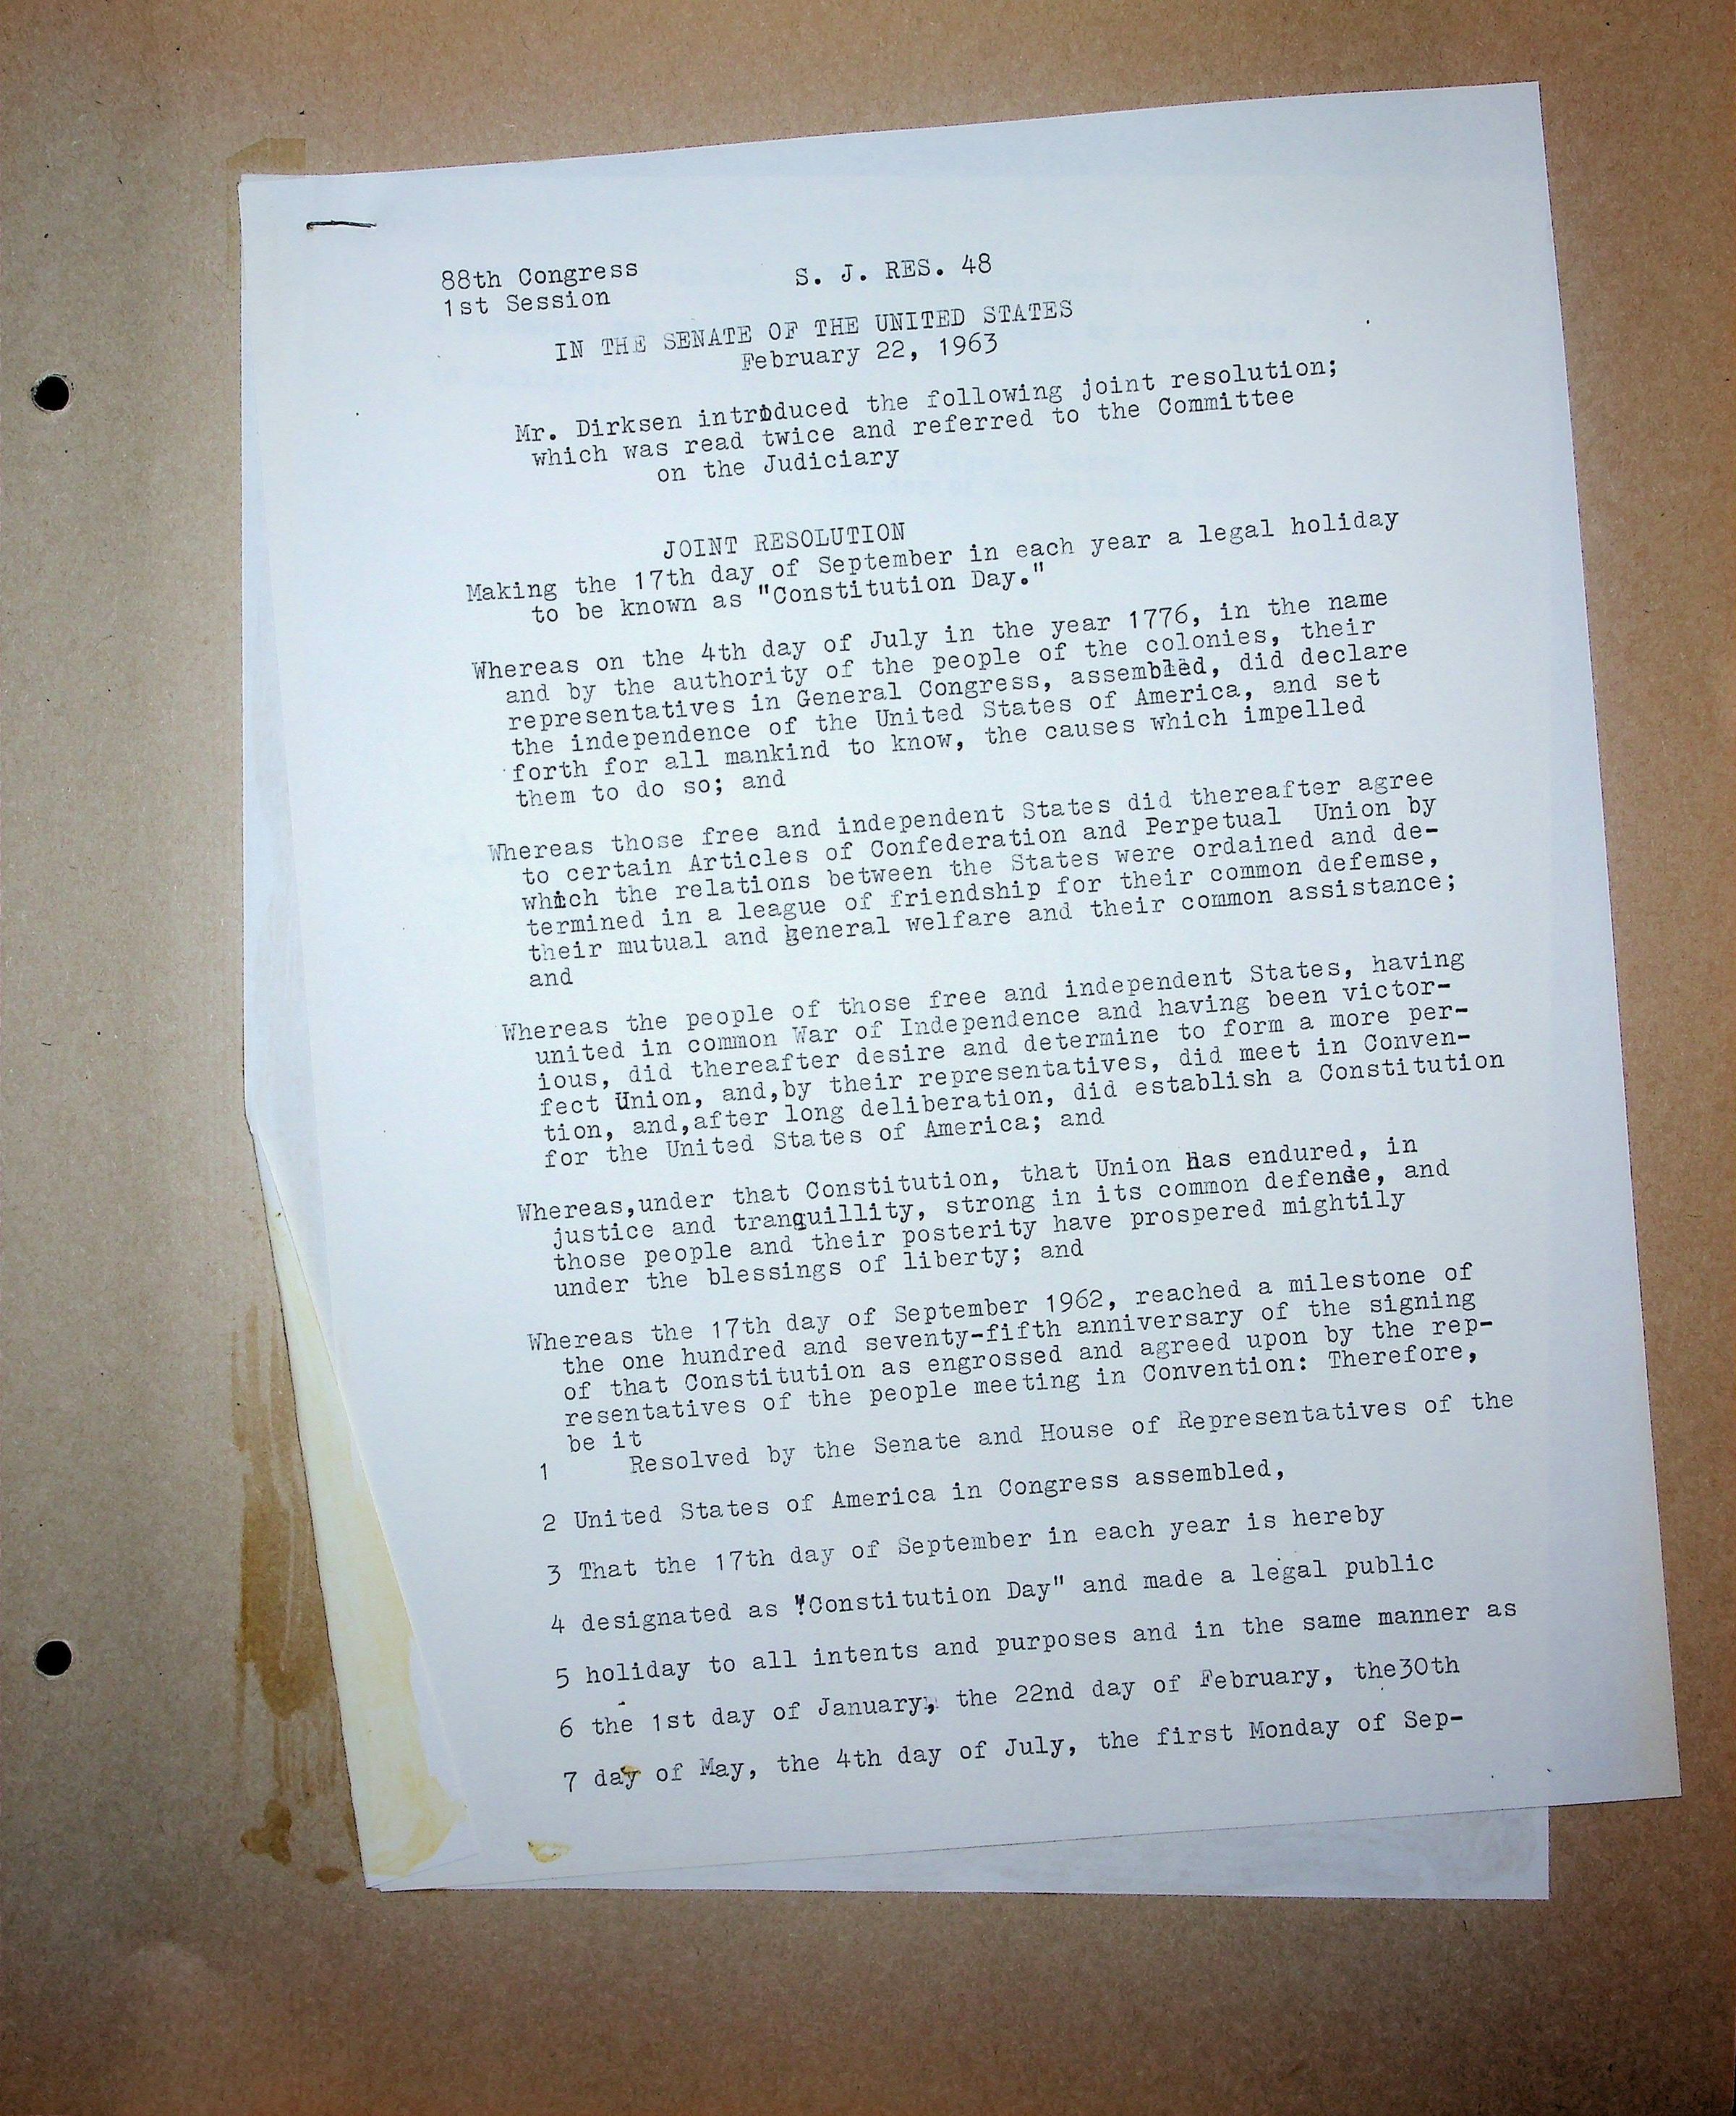 88th Congress S. J. RES. 48
1st Session
IN THE SENATE OF THE UNITED STATES
February 22, 1963
Mr. Dirksen introduced the following joint resolution;
which was read twice and referred to the Committee
on the Judiciary
JOINT RESOLUTION
Making the 17th day of September in each year a legal holiday
to be known as "Constitution Day."
Whereas on the 4th day of July in the year 1776, in the name
and by the authority of the people of the colonies, their
representatives in General Congress, assembled, did declare
the independence of the United States of America, and set
forth for all mankind to know, the causes which impelled
them to do so; and
Whereas those free and independent States did thereafter agree
to certain Articles of Confederation and Perpetual Union by
which the relations between the States were ordained and de-
termined in a league of friendship for their common defemse,
their mutual and general welfare and their common assistance;
and
Whereas the people of those free and independent States, having
united in common War of Independence and having been victor-
ious, did thereafter desire and determine to form a more per-
fect Union, and,by their representatives, did meet in Conven-
tion, and,after long deliberation, did establish a Constitution
for the United States of America; and
Whereas,under that Constitution, that Union has endured, in
justice and tranquillity, strong in its common defense, and
those people and their posterity have prospered mightily
under the blessings of liberty; and
Whereas the 17th day of September 1962, reached a milestone of
the one hundred and seventy-fifth anniversary of the signing
of that Constitution as engrossed and agreed upon by the rep-
resentatives of the people meeting in Convention: Therefore,
be it
1 Resolved by the Senate and House of Representatives of the
2 United States of America in Congress assembled,
3 That the 17th day of September in each year is hereby
4 designated as "Constitution Day" and made a legal public
5 holiday to all intents and purposes and in the same manner as
6 the 1st day of January, the 22nd day of February, the30th
7 day of May, the 4th day of July, the first Monday of Sep-